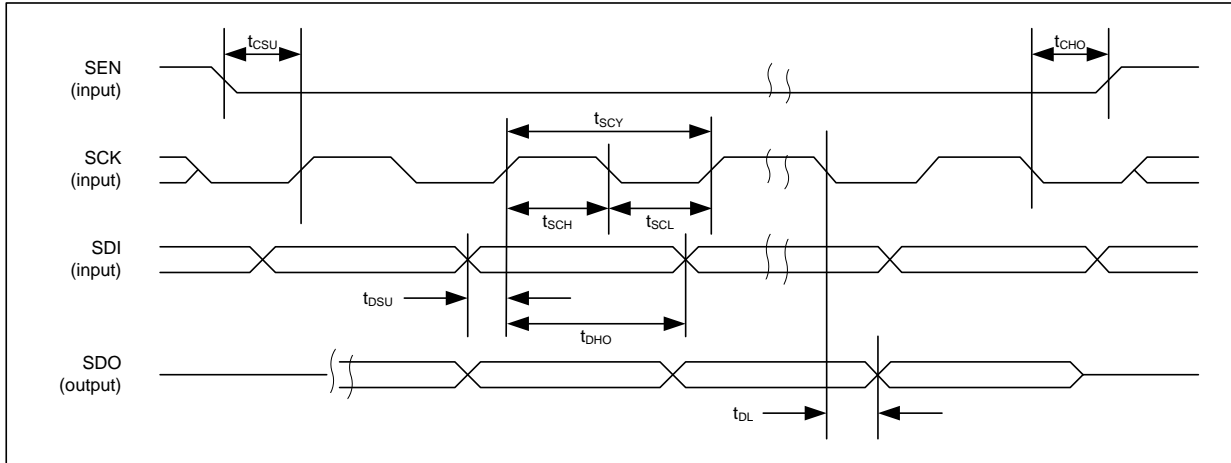 tCSU
tCHO
SEN
(input)
tSCY
SCK
(input)
tSCH
tSCL
SDI
(input)
tDSU
tDHO
SDO
(output)
tDL